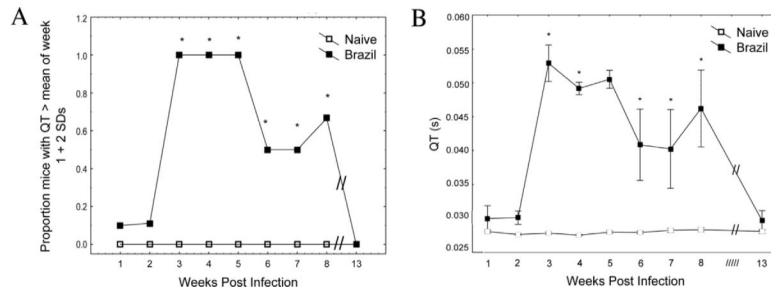 A
Proportion mice with QT > mean of week
1 + 2 SDs
1.2
1.0
0.8
0.6
0.4
0.2
0.0
Naive
Brazil
* * *
* * *
1 2 3 4 5 6 7 8 13
Weeks Post Infection
B
QT (s)
0.060
0.055
0.050
0.045
0.040
0.035
0.030
0.025
Naive
Brazil
* * * * *
1 2 3 4 5 6 7 8 ///// 13
Weeks Post Infection